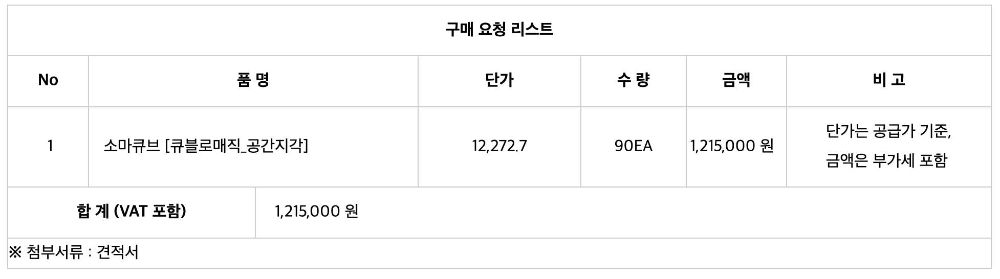 구매 요청 리스트
No 품 명 단가 수 량 금액 비 고
1 소마큐브 [큐블로매직_공간지각] 12,272.7 90EA 1,215,000 원 단가는 공급가 기준,
금액은 부가세 포함
합 계 (VAT 포함) 1,215,000 원
※ 첨부서류 : 견적서